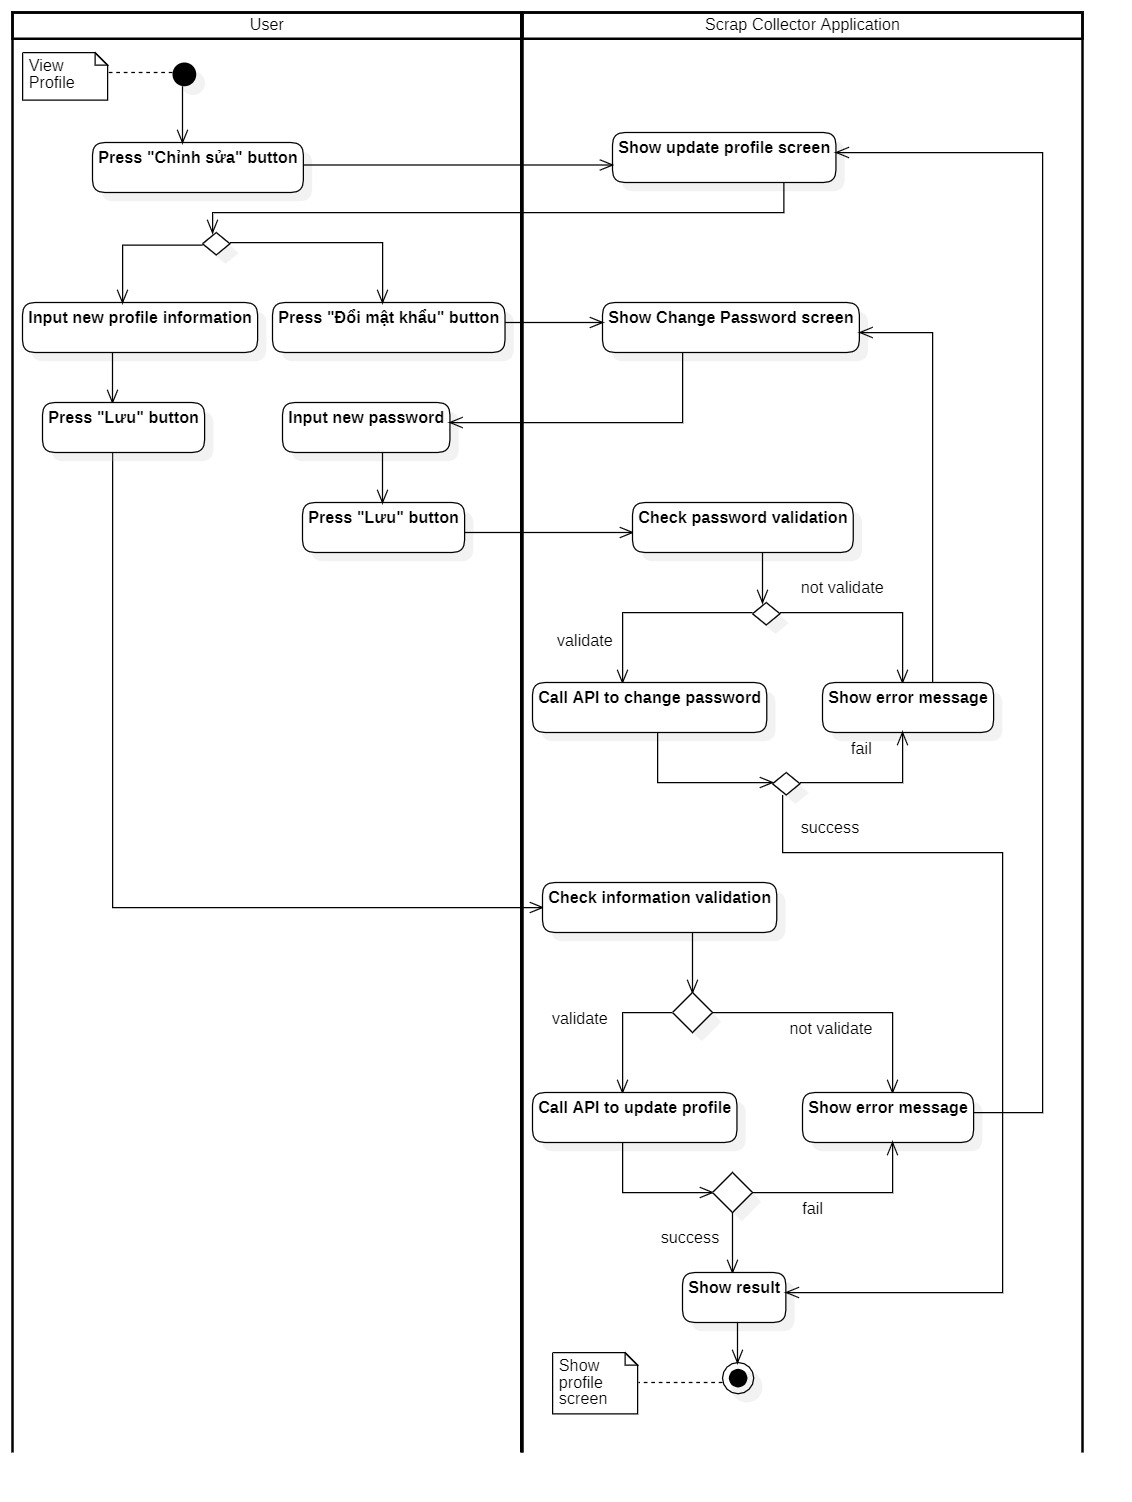 User
Scrap Collector Application
View
Profile
Press "Chỉnh sửa" button
Show update profile screen
Input new profile information
Press "Đổi mật khẩu" button
Show Change Password screen
Press "Lưu" button
Input new password
Press "Lưu" button
Check password validation
not validate
validate
Call API to change password
Show error message
fail
success
Check information validation
validate
not validate
Call API to update profile
Show error message
fail
success
Show result
Show
profile
screen